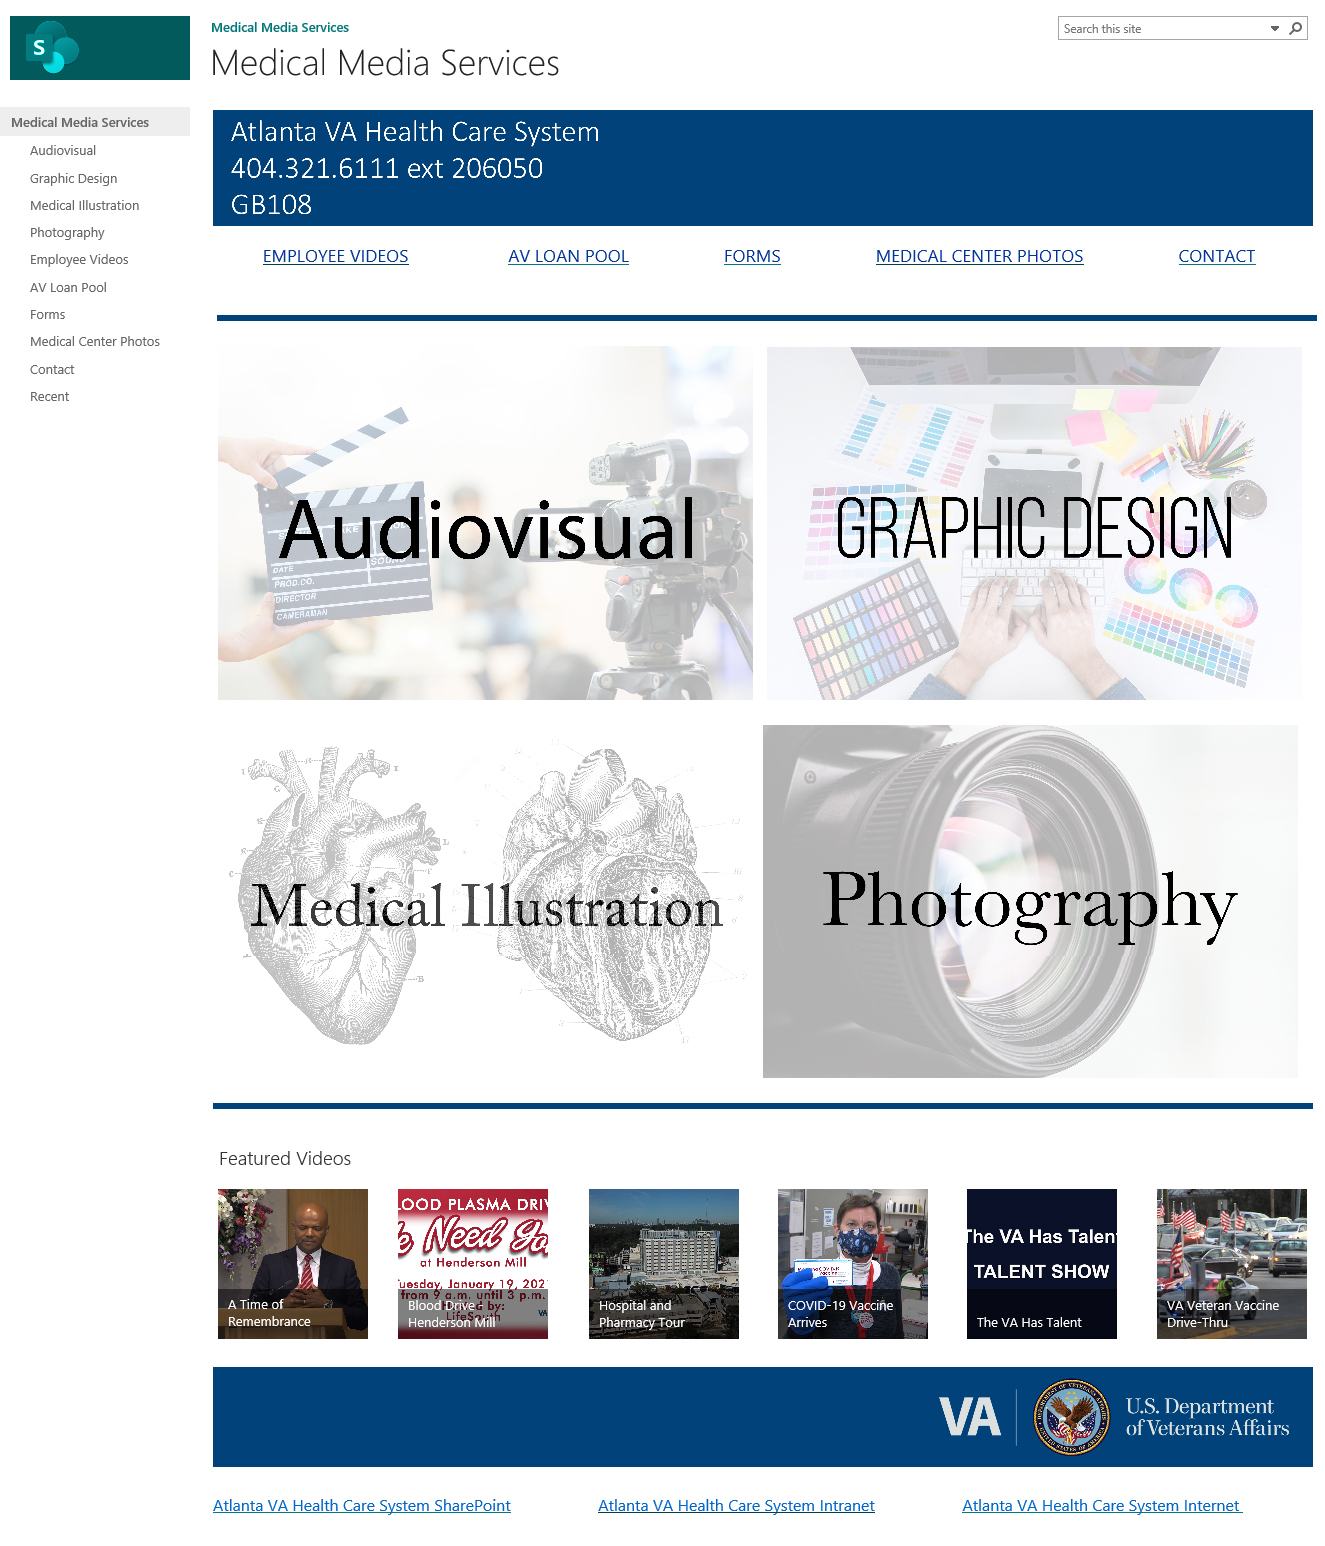 S
Medical Media Services
Medical Media Services
Search this site
Medical Media Services
Audiovisual
Graphic Design
Medical Illustration
Photography
Employee Videos
AV Loan Pool
Forms
Medical Center Photos
Contact
Recent
Atlanta VA Health Care System
404.321.6111 ext 206050
GB108
EMPLOYEE VIDEOS
AV LOAN POOL
FORMS
MEDICAL CENTER PHOTOS
CONTACT
Audiovisual
DATE
SOUND
PROD.CO.
DIRECTOR
CAMERAMAN
GRAPHIC DESIGN
Medical Illustration
Photography
Featured Videos
A Time of
Remembrance
LOOD PLASMA DRIV
e Need Yo
at Henderson Mill
uesday, January 19, 202
from 9 a.m. until 3 p.m.
Blood Drive -
Henderson Mill
LifeSouth
VA
Hospital and
Pharmacy Tour
COVID-19 Vaccine
Arrives
The VA Has Talent
TALENT SHOW
The VA Has Talent
VA Veteran Vaccine
Drive-Thru
VA
U.S. Department
of Veterans Affairs
Atlanta VA Health Care System SharePoint
Atlanta VA Health Care System Intranet
Atlanta VA Health Care System Internet